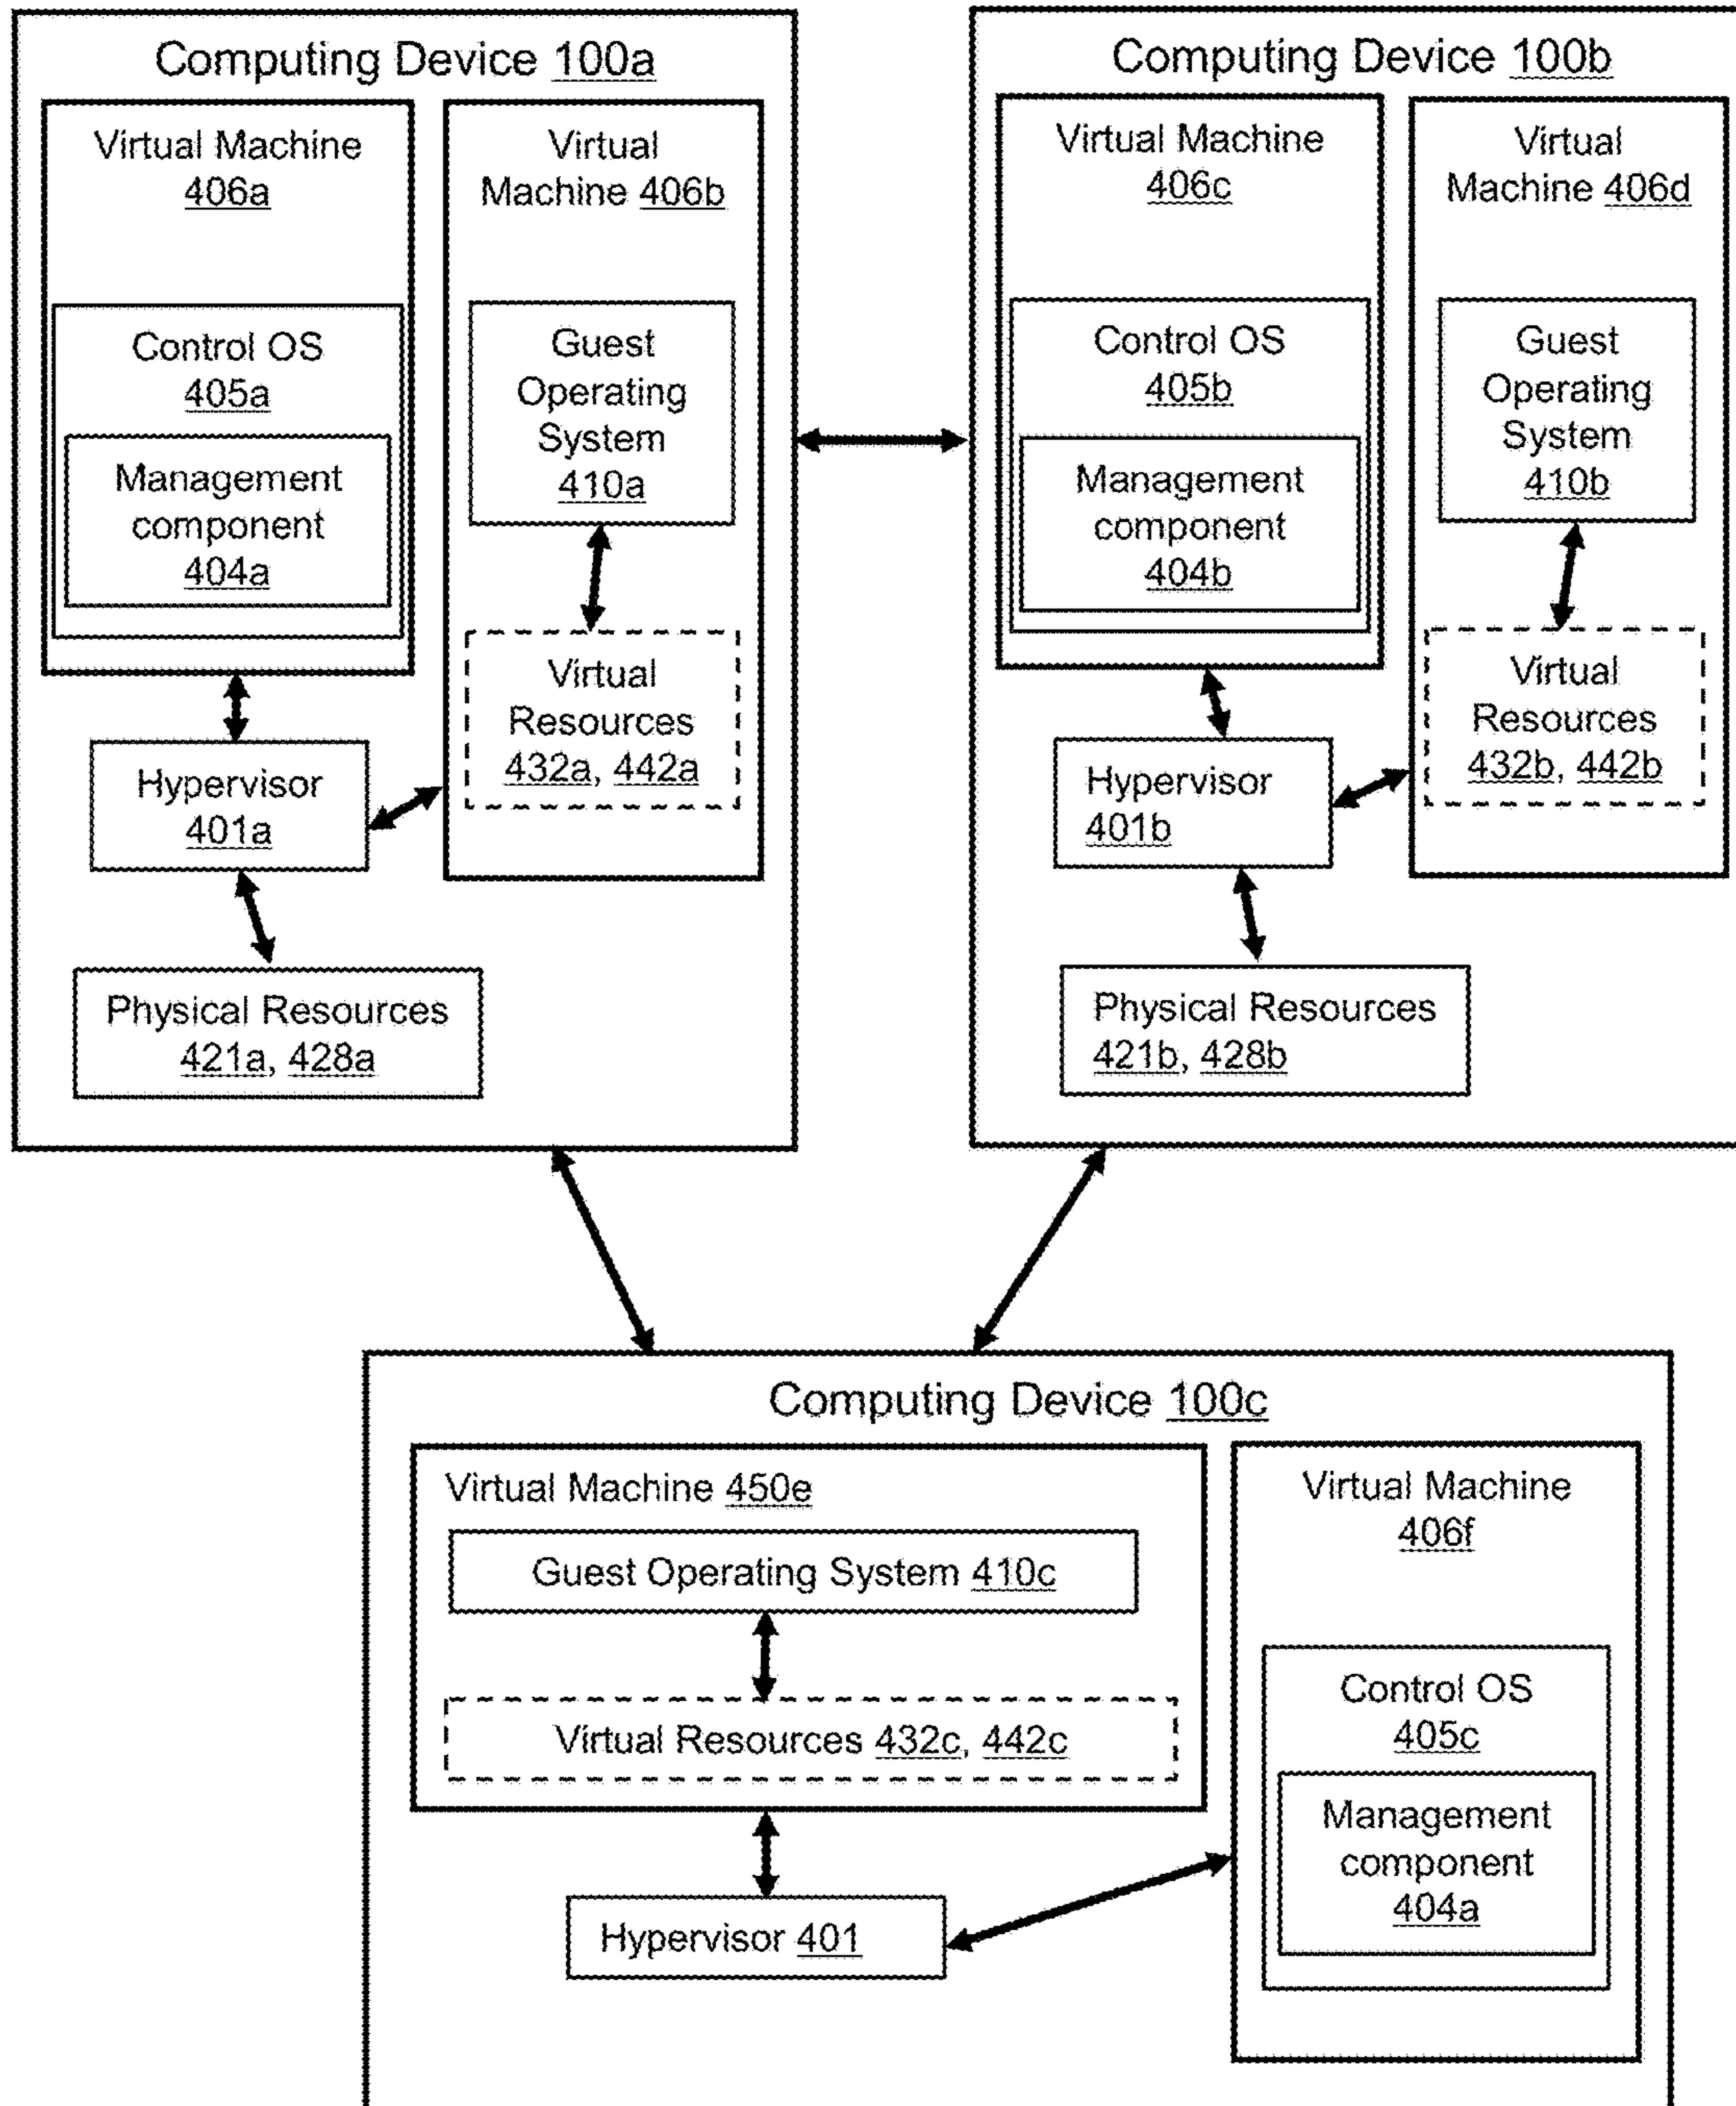 Computing Device 100a
Virtual Machine
406a
Control OS
405a
Management
component
404a
Virtual
Machine 406b
Guest
Operating
System
410a
Virtual
Resources
432a, 442a
Hypervisor
401a
Physical Resources
421a, 428a
Computing Device 100b
Virtual Machine
406c
Control OS
405b
Management
component
404b
Virtual
Machine 406d
Guest
Operating
System
410b
Virtual
Resources
432b, 442b
Hypervisor
401b
Physical Resources
421b, 428b
Computing Device 100c
Virtual Machine 450e
Guest Operating System 410c
Virtual Resources 432c, 442c
Hypervisor 401
Virtual Machine
406f
Control OS
405c
Management
component
404a